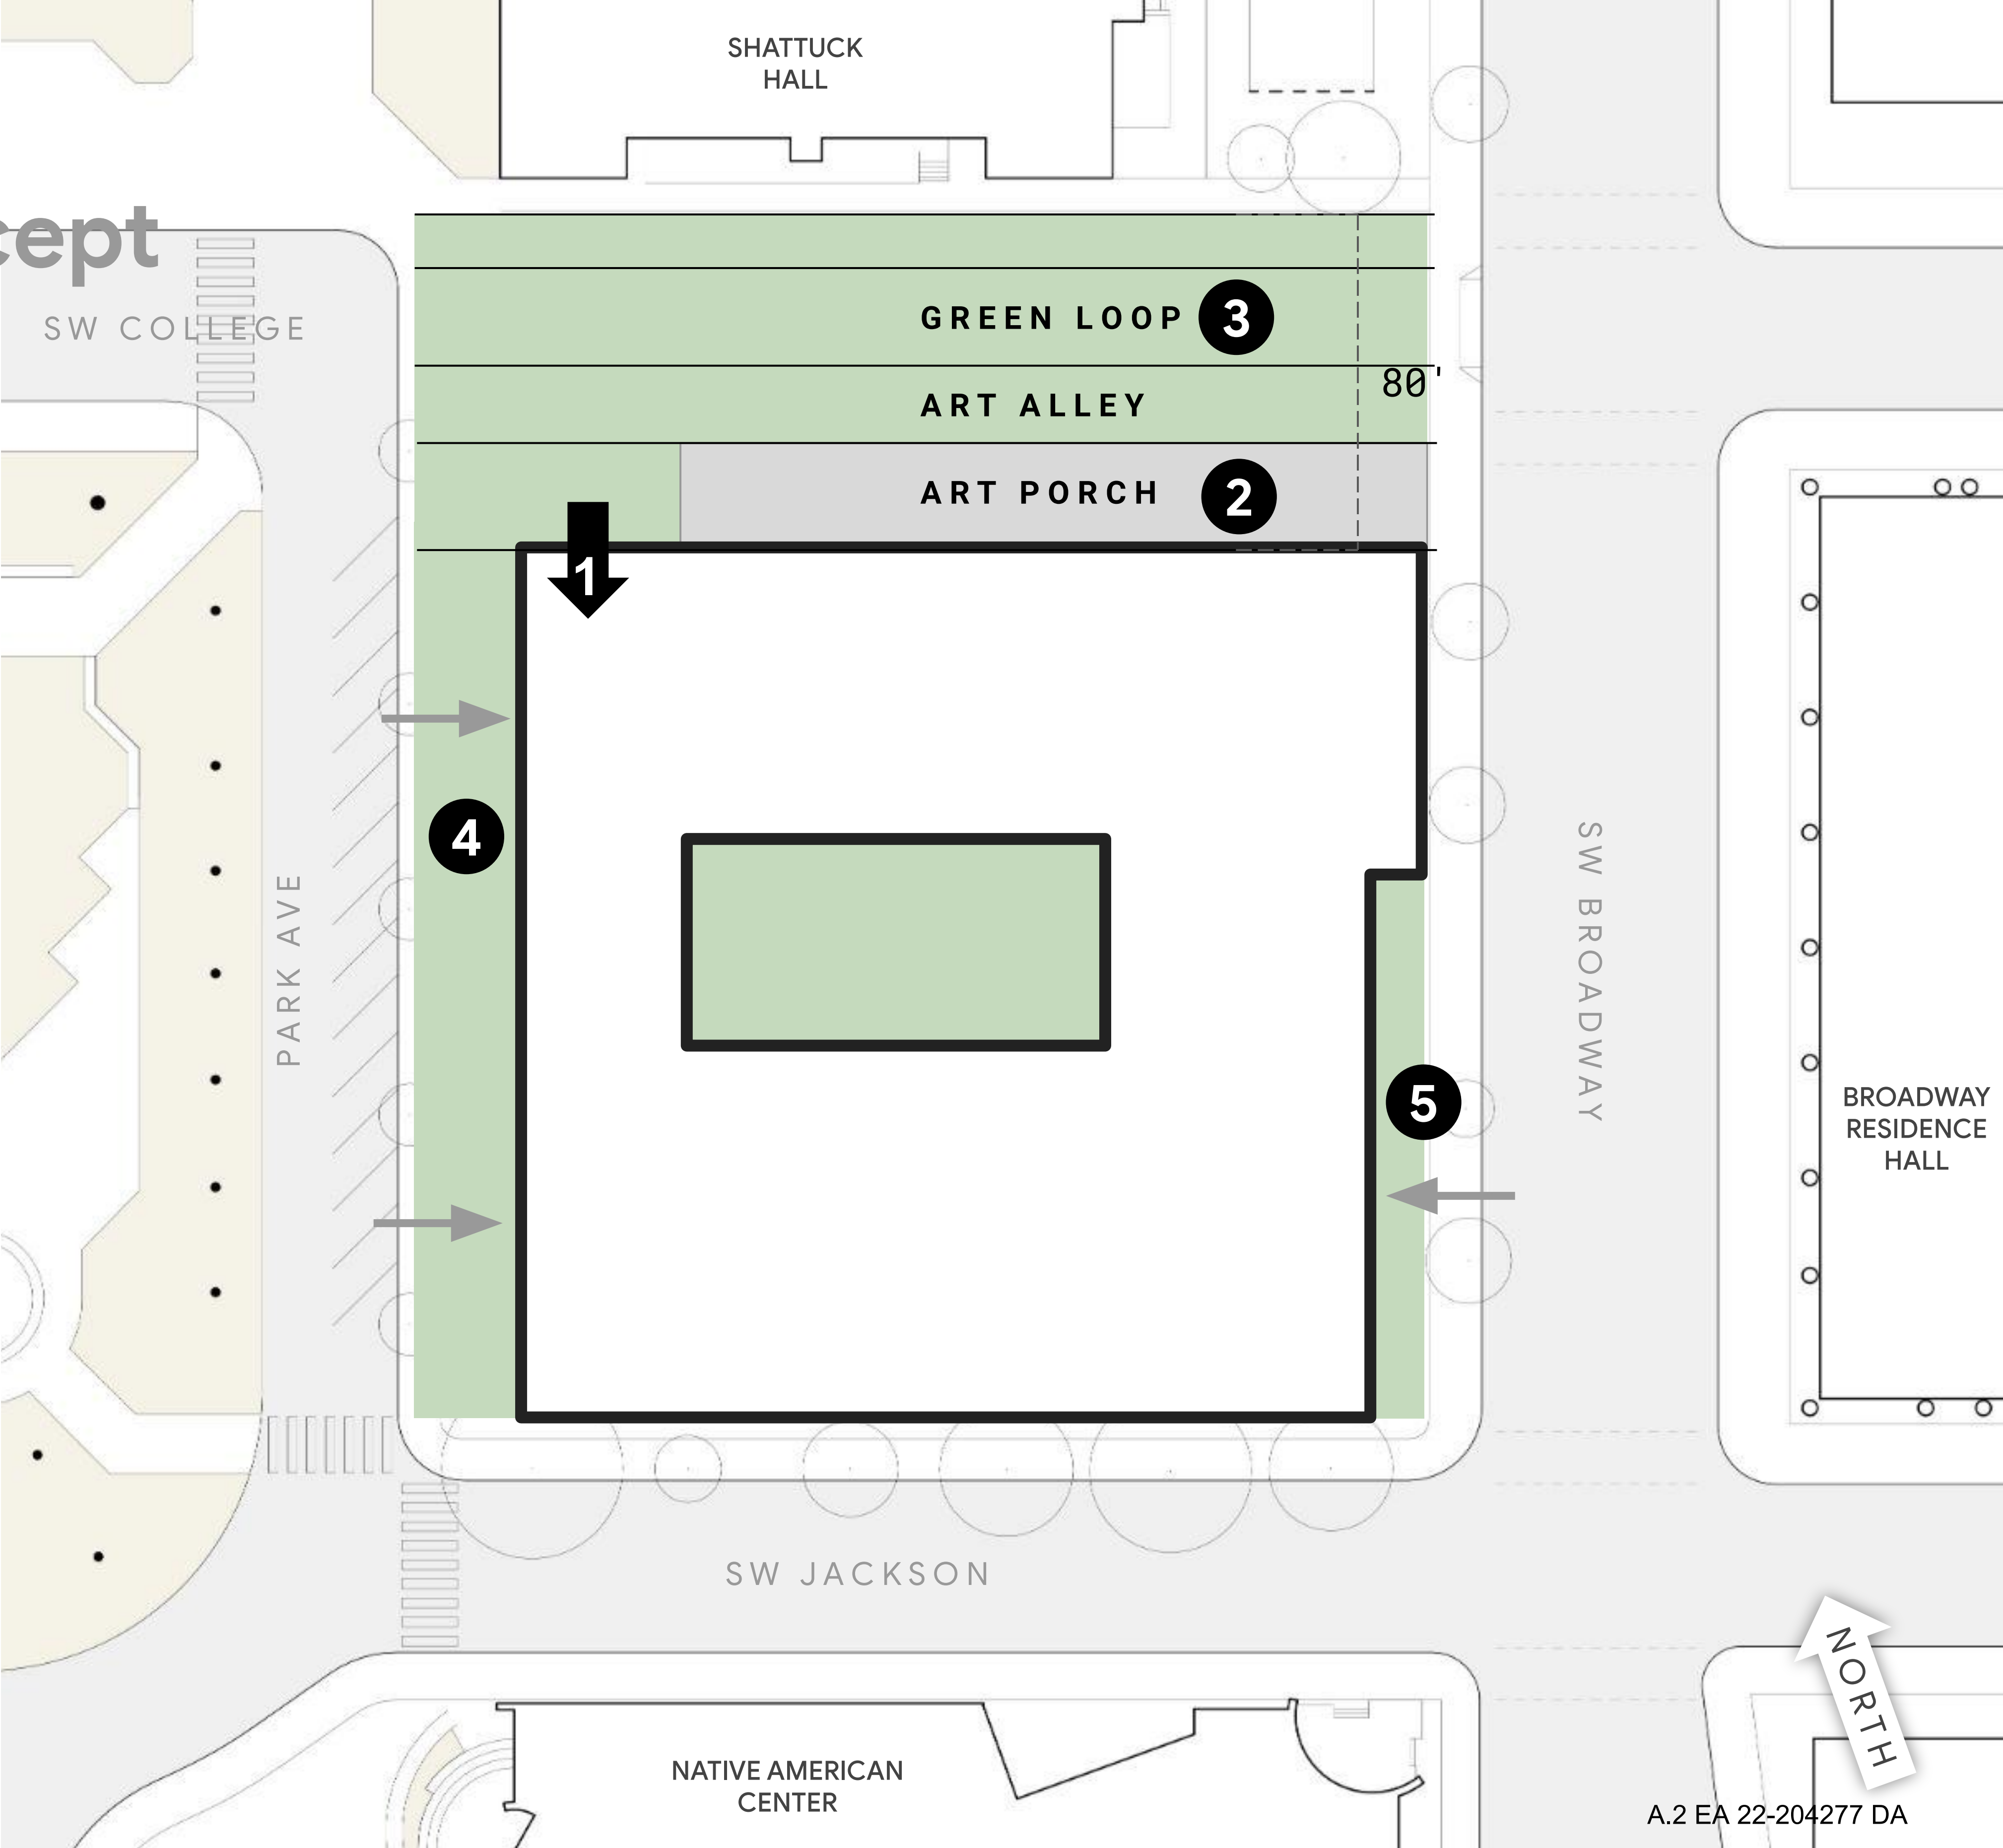 SHATTUCK
HALL
cept
SW COLLEGE
GREEN LOOP 3
80'
ART ALLEY
ART PORCH 2
1
4
PARK AVE
SW BROADWAY
5
BROADWAY
RESIDENCE
HALL
SW JACKSON
NORTH
NATIVE AMERICAN
CENTER
A.2 EA 22-204277 DA